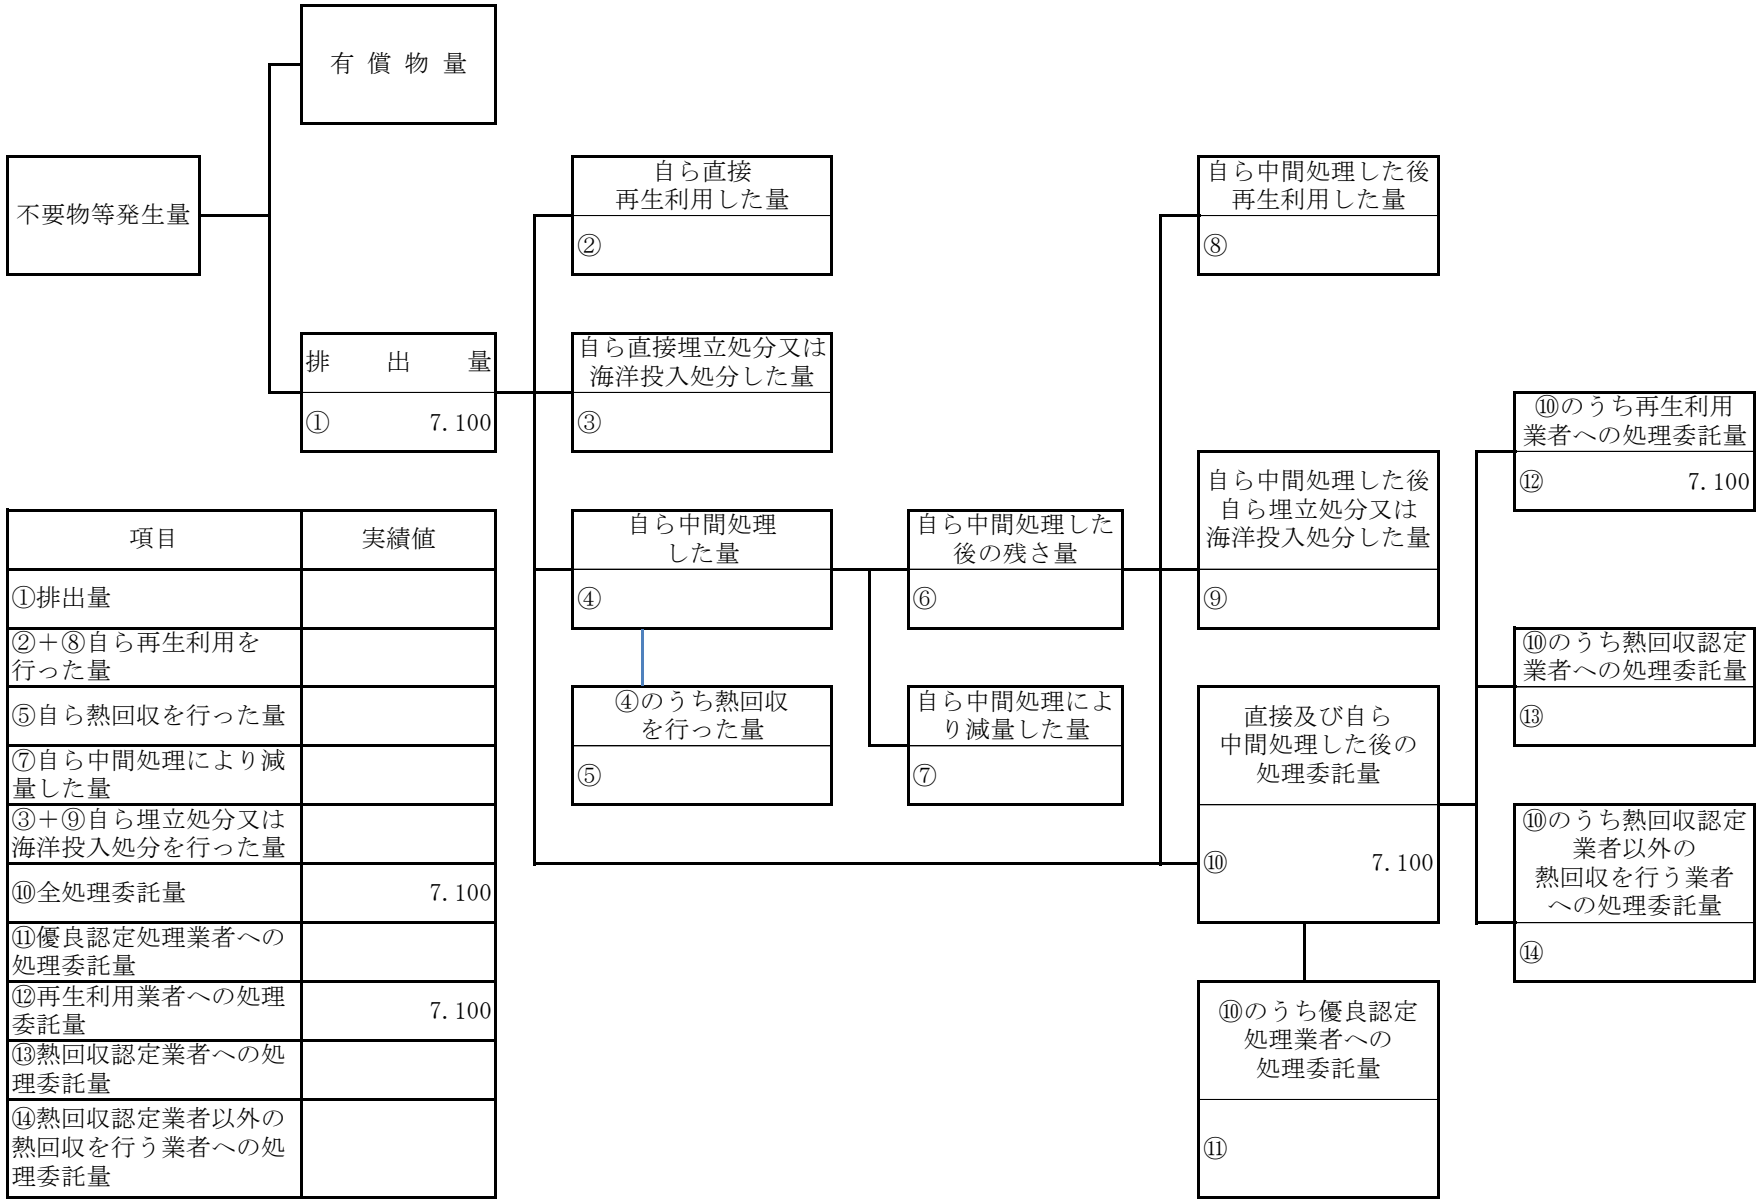 有償物量
不要物等発生量
自ら直接
再生利用した量
②
自ら中間処理した後
再生利用した量
⑧
排出量
① 7.100
自ら直接埋立処分又は
海洋投入処分した量
③
⑩のうち再生利用
業者への処理委託量
⑫ 7.100
自ら中間処理
した量
④
自ら中間処理した
後の残さ量
⑥
自ら中間処理した後
自ら埋立処分又は
海洋投入処分した量
⑨
⑩のうち熱回収認定
業者への処理委託量
⑬
④のうち熱回収
を行った量
⑤
自ら中間処理によ
り減量した量
⑦
直接及び自ら
中間処理した後の
処理委託量
⑩ 7.100
⑩のうち熱回収認定
業者以外の
熱回収を行う業者
への処理委託量
⑭
⑩のうち優良認定
処理業者への
処理委託量
⑪
項目 実績値
①排出量
②＋⑧自ら再生利用を
行った量
⑤自ら熱回収を行った量
⑦自ら中間処理により減
量した量
③＋⑨自ら埋立処分又は
海洋投入処分を行った量
⑩全処理委託量 7.100
⑪優良認定処理業者への
処理委託量
⑫再生利用業者への処理
委託量 7.100
⑬熱回収認定業者への処
理委託量
⑭熱回収認定業者以外の
熱回収を行う業者への処
理委託量